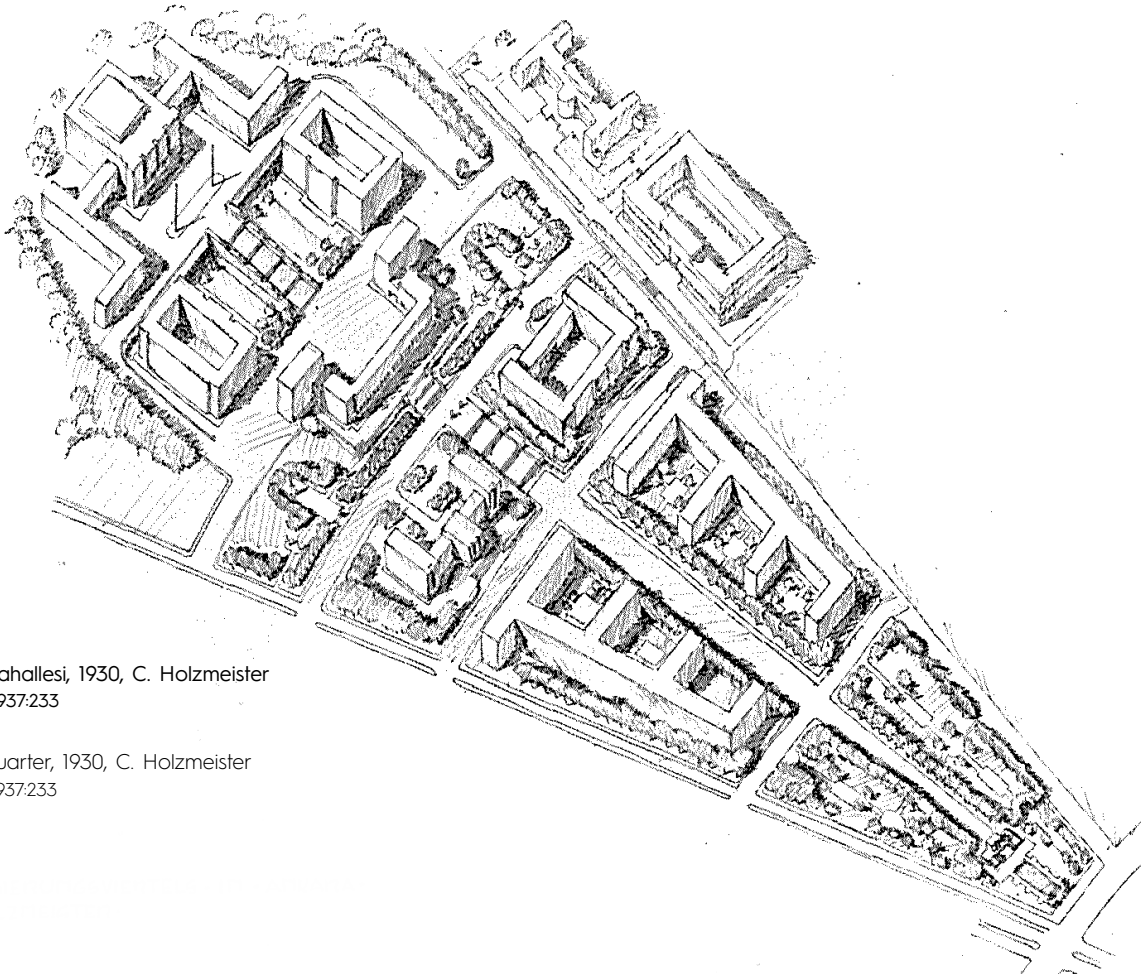 ahallesi, 1930, C. Holzmeister
937:233
uarter, 1930, C. Holzmeister
937:233